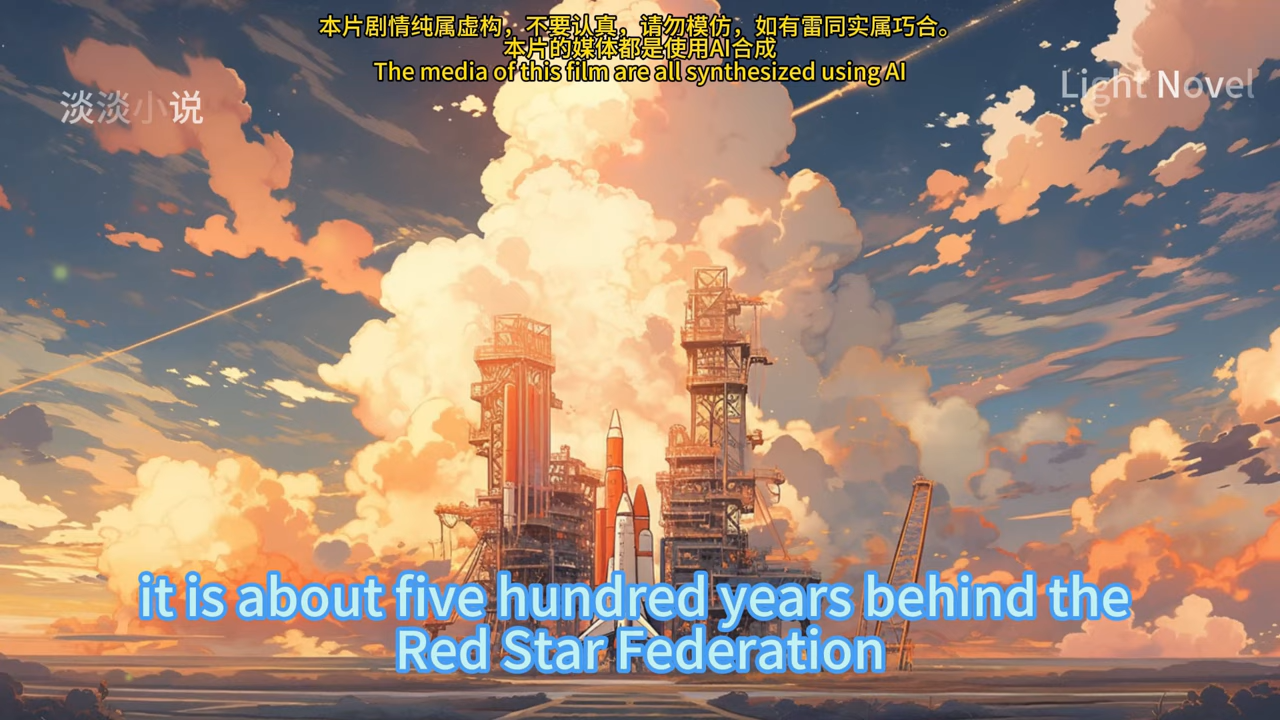 本片剧情纯属虚构，不要认真，请勿模仿，如有雷同实属巧合。
本片的媒体都是使用AI合成
The media of this film are all synthesized using AI
淡淡小说
Light Novel
it is about five hundred years behind the
Red Star Federation